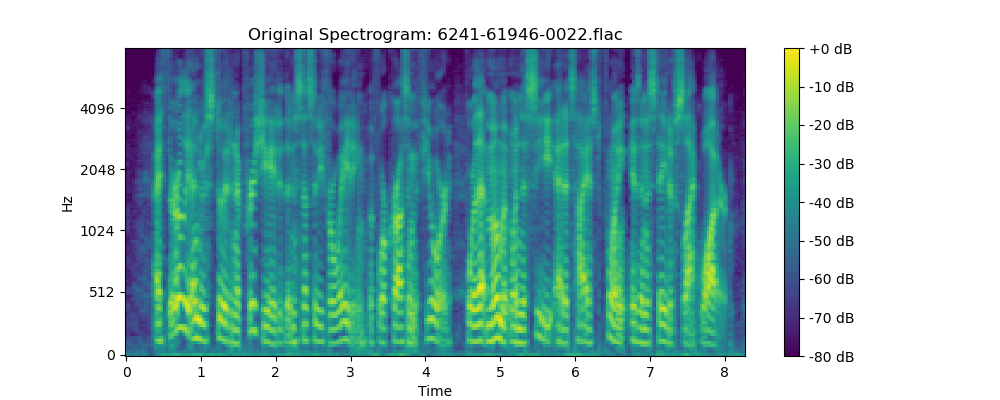 Original Spectrogram: 6241-61946-0022.flac
Hz
4096
2048
1024
512
0
0 1 2 3 4 5 6 7 8
Time
+0 dB
-10 dB
-20 dB
-30 dB
-40 dB
-50 dB
-60 dB
-70 dB
-80 dB